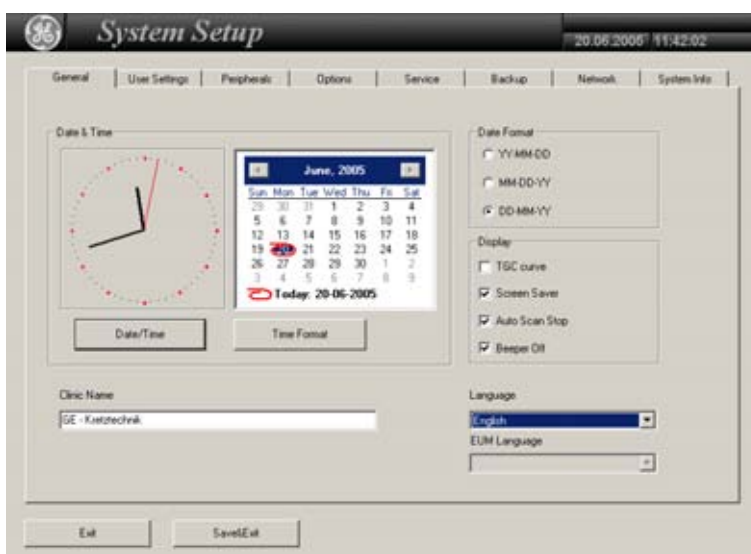 System Setup
20.06.2005 11:42:02
General User Settings Peripherals Options Service Backup Network System Info
Date & Time
June, 2005
Sun Mon Tue Wed Thu Fri Sat
29 30 31 1 2 3 4
5 6 7 8 9 10 11
12 13 14 15 16 17 18
19 20 21 22 23 24 25
26 27 28 29 30 1 2
3 4 5 6 7 8 9
Today: 20-06-2005
Date/Time Time Format
Date Format
YY-MM-DD
MM-DD-YY
DD-MM-YY
Display
TGC curve
Screen Saver
Auto Scan Stop
Beeper Off
Clinic Name
GE - Kretztechnik
Language
English
EUM Language
Exit Save&Exit